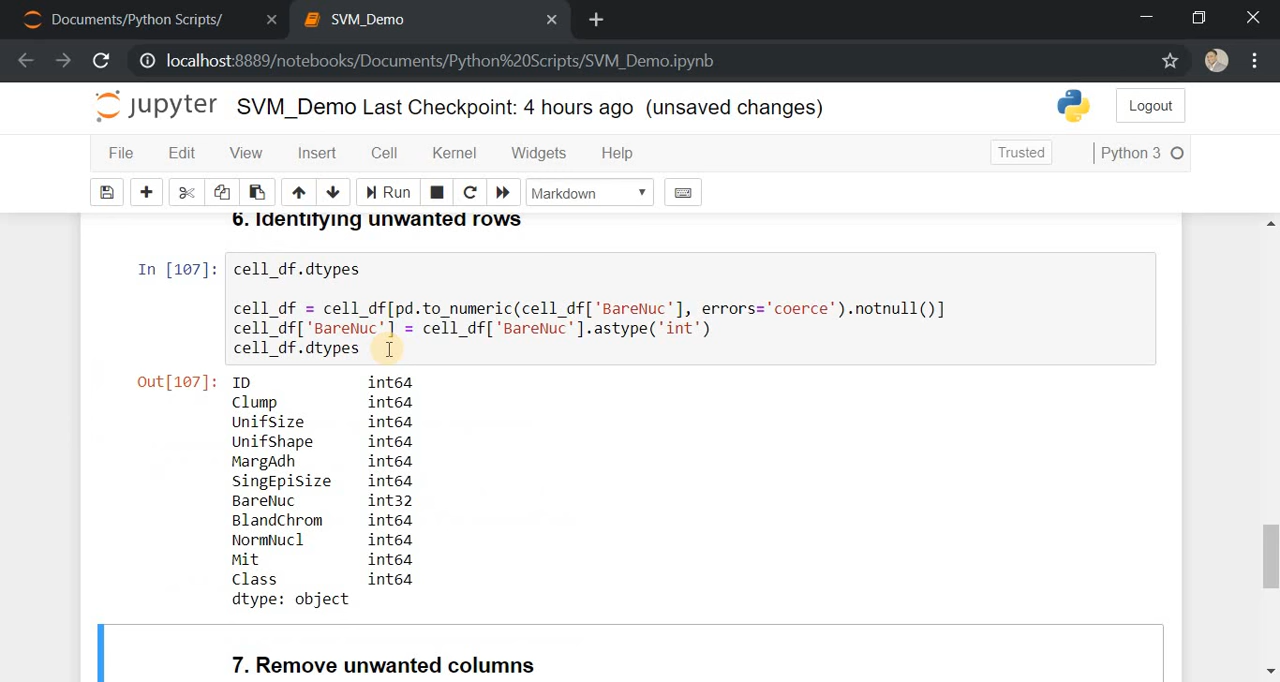 Documents/Python Scripts/
SVM_Demo
localhost:8889/notebooks/Documents/Python%20Scripts/SVM_Demo.ipynb
jupyter SVM_Demo Last Checkpoint: 4 hours ago (unsaved changes) Logout
File Edit View Insert Cell Kernel Widgets Help Trusted Python 3
Run Markdown
6. Identifying unwanted rows
In [107]: cell_df.dtypes
cell_df = cell_df[pd.to_numeric(cell_df['BareNuc'], errors='coerce').notnull()]
cell_df['BareNuc'] = cell_df['BareNuc'].astype('int')
cell_df.dtypes
Out[107]: ID int64
Clump int64
UnifSize int64
UnifShape int64
MargAdh int64
SingEpiSize int64
BareNuc int32
BlandChrom int64
NormNucl int64
Mit int64
Class int64
dtype: object
7. Remove unwanted columns